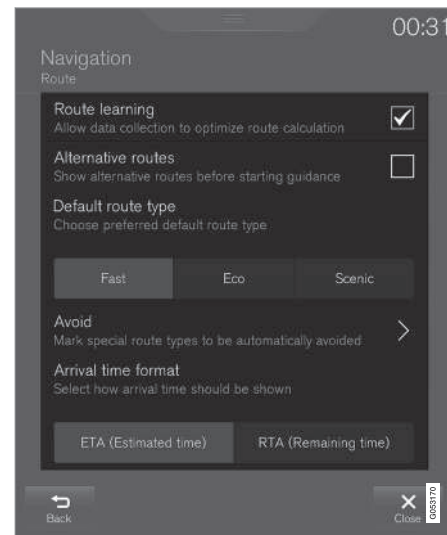 00:31
Navigation
Route
Route learning
Allow data collection to optimize route calculation
Alternative routes
Show alternative routes before starting guidance
Default route type
Choose preferred default route type
Fast Eco Scenic
Avoid
Mark special route types to be automatically avoided
Arrival time format
Select how arrival time should be shown
ETA (Estimated time) RTA (Remaining time)
Back Close
G053170